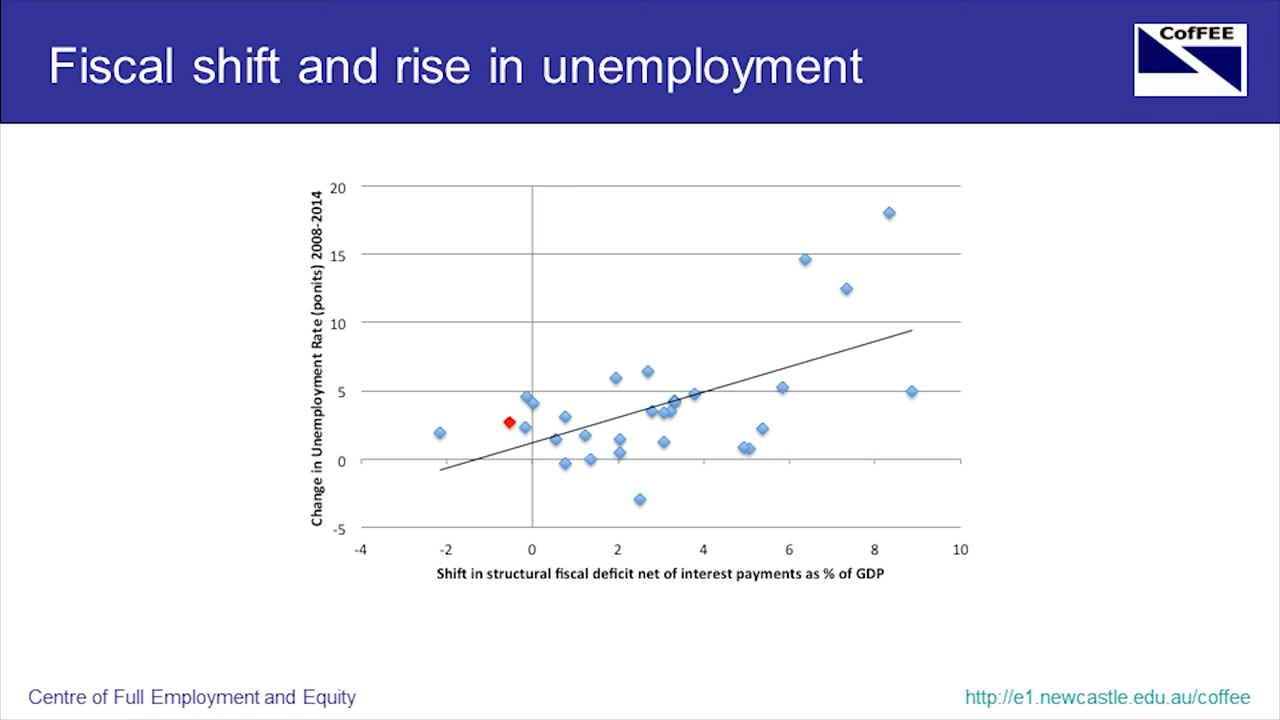 Fiscal shift and rise in unemployment
CofFEE
Change in Unemployment Rate (ponits) 2008-2014
20
15
10
5
0
-5
-4 -2 0 2 4 6 8 10
Shift in structural fiscal deficit net of interest payments as % of GDP
Centre of Full Employment and Equity
http://e1.newcastle.edu.au/coffee